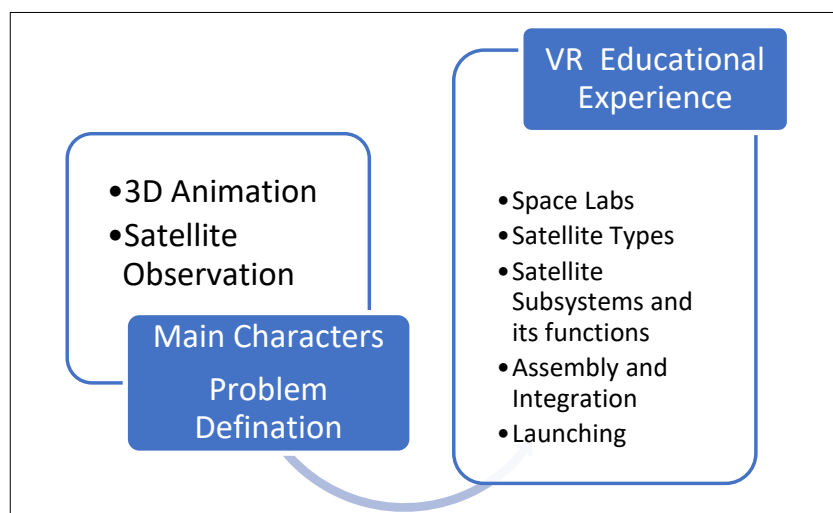 •3D Animation
•Satellite
Observation
Main Characters
Problem
Defination
VR Educational
Experience
•Space Labs
•Satellite Types
•Satellite
Subsystems and
its functions
•Assembly and
Integration
•Launching